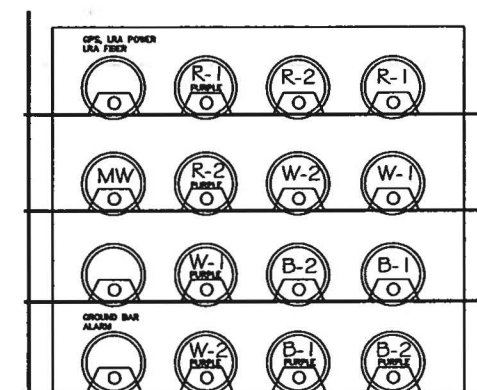 GPS, LRA POWER
LRA FIBER
R-1
PURPLE
R-2
R-1
MW
R-2
PURPLE
W-2
W-1
W-1
PURPLE
B-2
B-1
GROUND BAR
ALARM
W-2
PURPLE
B-1
PURPLE
B-2
PURPLE